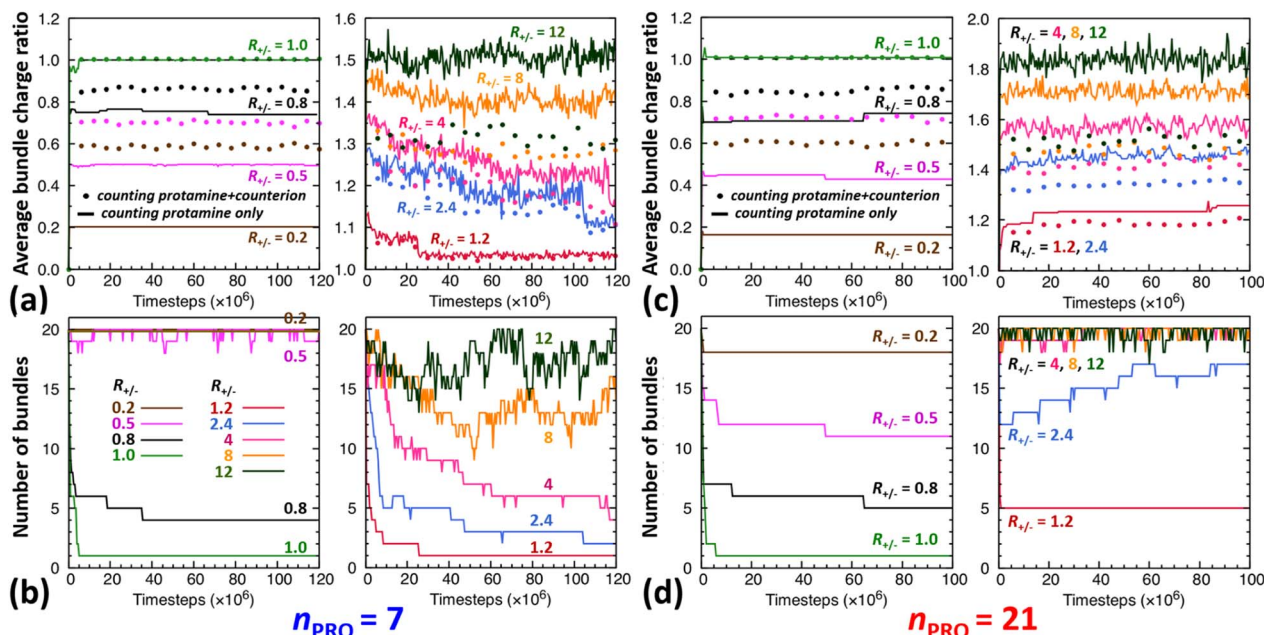 Average bundle charge ratio
1.2
1.0
0.8
0.6
0.4
0.2
0.0
R+/- = 1.0
R+/- = 0.8
R+/- = 0.5
counting protamine+counterion
counting protamine only
R+/- = 0.2
0 20 40 60 80 100 120
Timesteps (×10⁶)
(a)
1.6
1.5
1.4
1.3
1.2
1.1
1.0
R+/- = 12
R+/- = 8
R+/- = 4
R+/- = 2.4
R+/- = 1.2
0 20 40 60 80 100 120
Timesteps (×10⁶)
Average bundle charge ratio
1.2
1.0
0.8
0.6
0.4
0.2
0.0
R+/- = 1.0
R+/- = 0.8
R+/- = 0.5
counting protamine+counterion
counting protamine only
R+/- = 0.2
0 20 40 60 80 100
Timesteps (×10⁶)
(c)
2.0
1.8
1.6
1.4
1.2
1.0
R+/- = 4, 8, 12
R+/- = 1.2, 2.4
0 20 40 60 80 100
Timesteps (×10⁶)
Number of bundles
20
15
10
5
0
0.2
0.5
R+/- R+/-
0.2 1.2
0.5 2.4
0.8 4
1.0 8
12
0.8
1.0
0 20 40 60 80 100 120
Timesteps (×10⁶)
(b)
20
15
10
5
0
12
8
4
2.4
1.2
0 20 40 60 80 100 120
Timesteps (×10⁶)
Number of bundles
20
15
10
5
0
R+/- = 0.2
R+/- = 0.5
R+/- = 0.8
R+/- = 1.0
0 20 40 60 80 100
Timesteps (×10⁶)
(d)
20
15
10
5
0
R+/- = 4, 8, 12
R+/- = 2.4
R+/- = 1.2
0 20 40 60 80 100
Timesteps (×10⁶)
nPRO = 7
nPRO = 21